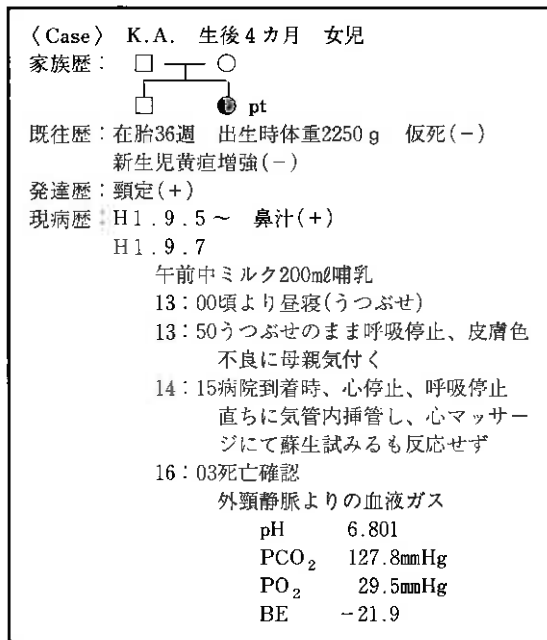 〈Case〉 K.A. 生後4カ月 女児
家族歴:
pt
既往歴:在胎36週 出生時体重2250g 仮死(−)
新生児黄疸増強(−)
発達歴:頸定(+)
現病歴:H1.9.5~ 鼻汁(+)
H1.9.7
午前中ミルク200mℓ哺乳
13:00頃より昼寝(うつぶせ)
13:50うつぶせのまま呼吸停止、皮膚色
不良に母親気付く
14:15病院到着時、心停止、呼吸停止
直ちに気管内挿管し、心マッサー
ジにて蘇生試みるも反応せず
16:03死亡確認
外頸静脈よりの血液ガス
pH 6.801
PCO₂ 127.8mmHg
PO₂ 29.5mmHg
BE −21.9